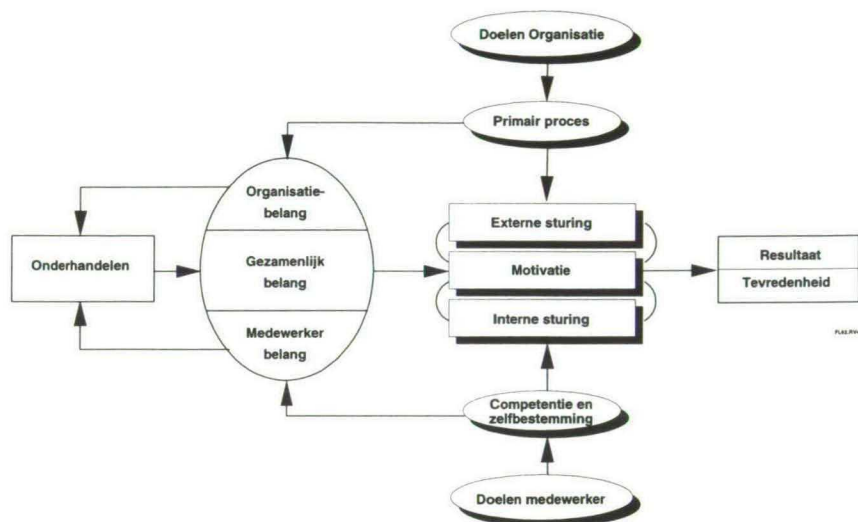 Doelen Organisatie
Primair proces
Organisatie-
belang
Gezamenlijk
belang
Medewerker
belang
Onderhandelen
Externe sturing
Motivatie
Interne sturing
Resultaat
Tevredenheid
Competentie en
zelfbestemming
Doelen medewerker